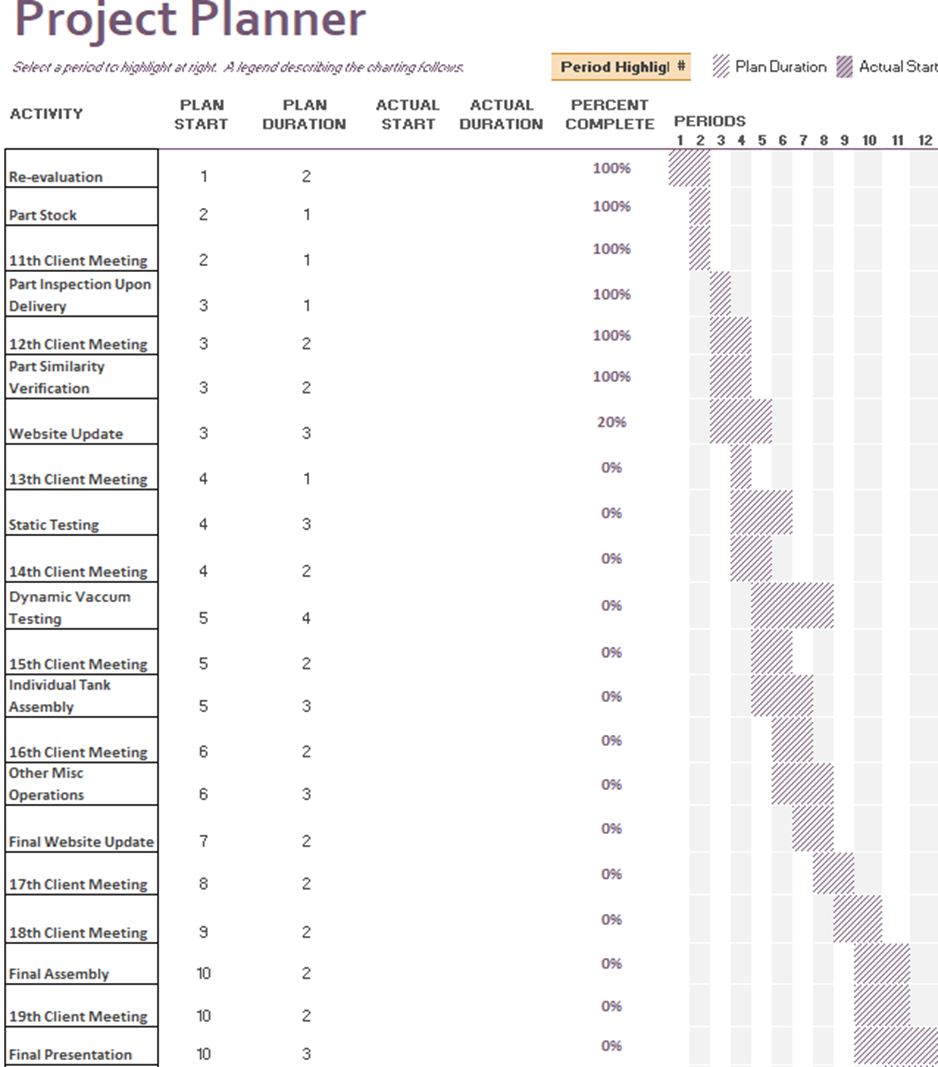 Project Planner
Select a period to highlight at right. A legend describing the charting follows.
Period Highligl #
Plan Duration
Actual Start
ACTIVITY
PLAN START
PLAN DURATION
ACTUAL START
ACTUAL DURATION
PERCENT COMPLETE
PERIODS
1 2 3 4 5 6 7 8 9 10 11 12
Re-evaluation 1 2 100%
Part Stock 2 1 100%
11th Client Meeting 2 1 100%
Part Inspection Upon
Delivery 3 1 100%
12th Client Meeting 3 2 100%
Part Similarity
Verification 3 2 100%
Website Update 3 3 20%
13th Client Meeting 4 1 0%
Static Testing 4 3 0%
14th Client Meeting 4 2 0%
Dynamic Vaccum
Testing 5 4 0%
15th Client Meeting 5 2 0%
Individual Tank
Assembly 5 3 0%
16th Client Meeting 6 2 0%
Other Misc
Operations 6 3 0%
Final Website Update 7 2 0%
17th Client Meeting 8 2 0%
18th Client Meeting 9 2 0%
Final Assembly 10 2 0%
19th Client Meeting 10 2 0%
Final Presentation 10 3 0%